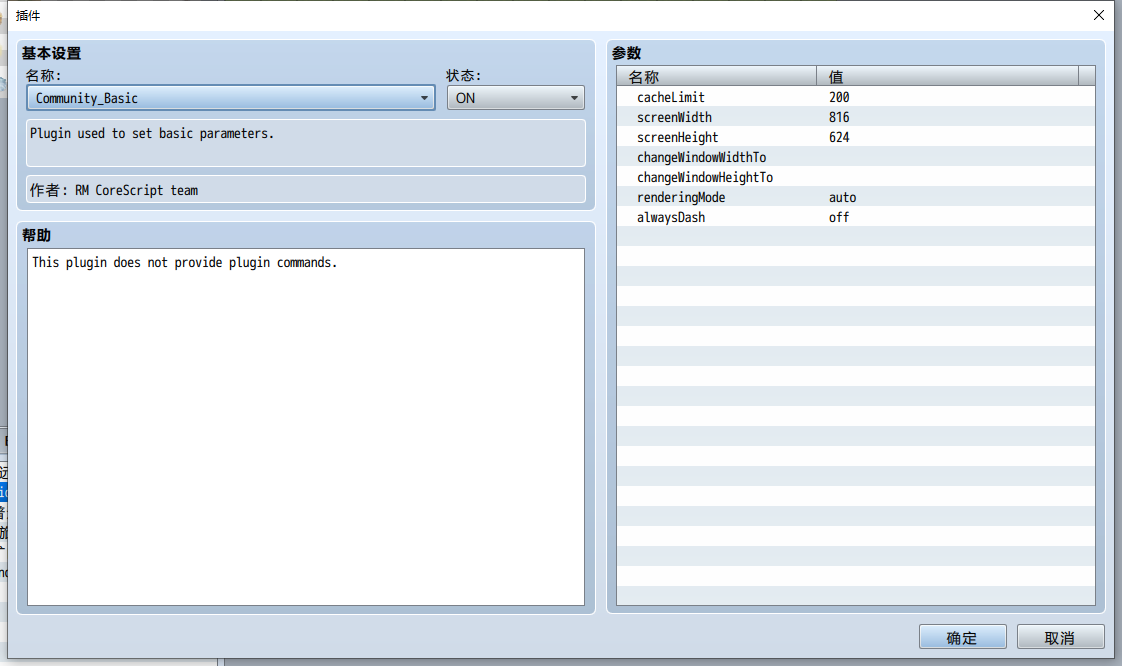 插件
基本设置
名称:
状态:
Community_Basic
ON
Plugin used to set basic parameters.
作者: RM CoreScript team
帮助
This plugin does not provide plugin commands.
参数
名称 值
cacheLimit 200
screenWidth 816
screenHeight 624
changeWindowWidthTo
changeWindowHeightTo
renderingMode auto
alwaysDash off
确定
取消